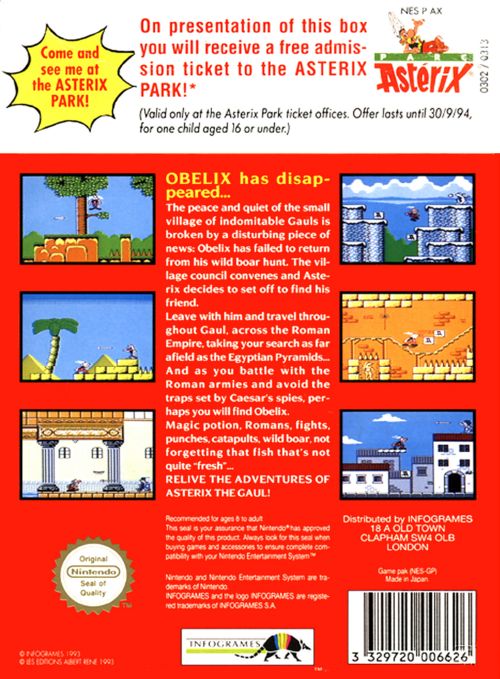 NES P AX
Come and
see me at
the ASTERIX
PARK!
On presentation of this box
you will receive a free admis-
sion ticket to the ASTERIX
PARK!*
(Valid only at the Asterix Park ticket offices. Offer lasts until 30/9/94,
for one child aged 16 or under.)
PARC
Astérix
0302 / 0313
OBELIX has disap-
peared...
The peace and quiet of the small
village of indomitable Gauls is
broken by a disturbing piece of
news: Obelix has failed to return
from his wild boar hunt. The vil-
lage council convenes and Aste-
rix decides to set off to find his
friend.
Leave with him and travel throu-
ghout Gaul, across the Roman
Empire, taking your search as far
afield as the Egyptian Pyramids...
And as you battle with the
Roman armies and avoid the
traps set by Caesar's spies, per-
haps you will find Obelix.
Magic potion, Romans, fights,
punches, catapults, wild boar, not
forgetting that fish that's not
quite "fresh"...
RELIVE THE ADVENTURES OF
ASTERIX THE GAUL!
Recommended for ages 8 to adult
This seal is your assurance that Nintendo® has approved
the quality of this product. Always look for this seal when
buying games and accessories to ensure complete com-
patibility with your Nintendo Entertainment System™
Nintendo and Nintendo Entertainment System are tra-
demarks of Nintendo.
INFOGRAMES and the logo INFOGRAMES are registe-
red trademarks of INFOGRAMES S.A.
Distributed by INFOGRAMES
18 A OLD TOWN
CLAPHAM SW4 OLB
LONDON
Game pak (NES-GP)
Made in Japan
Original
Nintendo
Seal of
Quality
TM
© INFOGRAMES 1993
© LES EDITIONS ALBERT RENE 1993
INFOGRAMES
TM
3 329720 006626